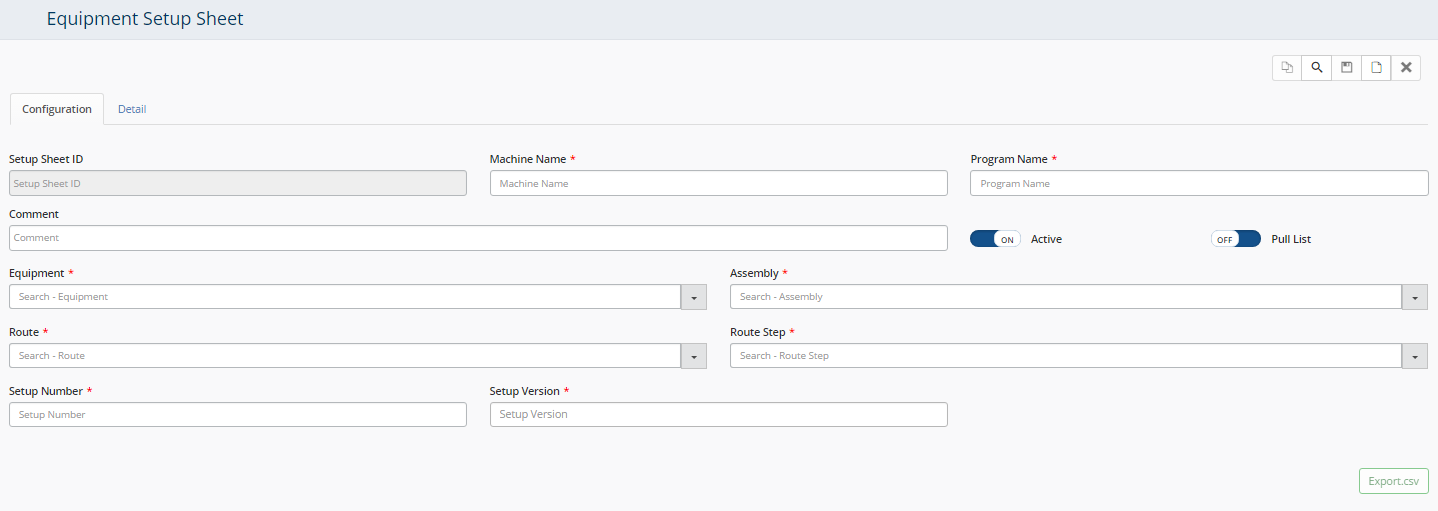 Equipment Setup Sheet
Configuration Detail
Setup Sheet ID Machine Name * Program Name *
Setup Sheet ID Machine Name Program Name
Comment
Comment ON Active OFF Pull List
Equipment * Assembly *
Search - Equipment Search - Assembly
Route * Route Step *
Search - Route Search - Route Step
Setup Number * Setup Version *
Setup Number Setup Version
Export.csv